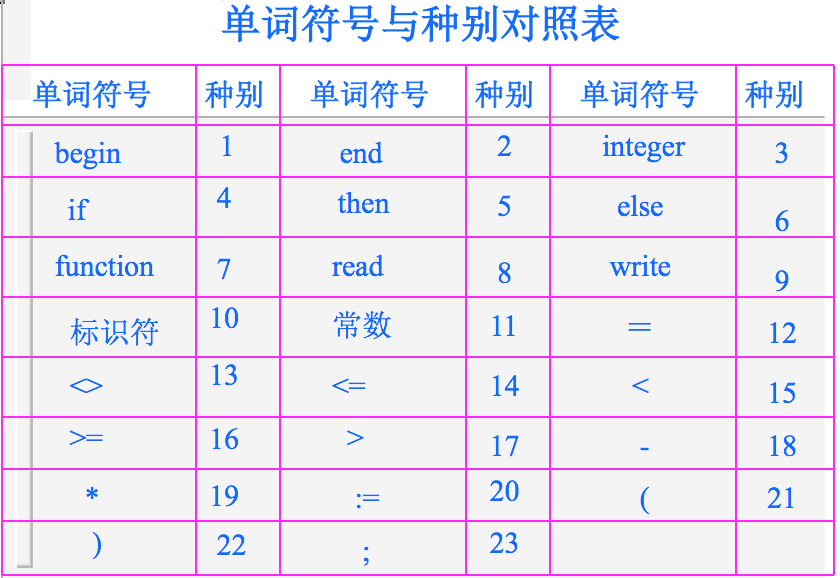 单词符号与种别对照表
单词符号 种别 单词符号 种别 单词符号 种别
begin 1 end 2 integer 3
if 4 then 5 else 6
function 7 read 8 write 9
标识符 10 常数 11 = 12
<> 13 <= 14 < 15
>= 16 > 17 - 18
* 19 := 20 ( 21
) 22 ; 23